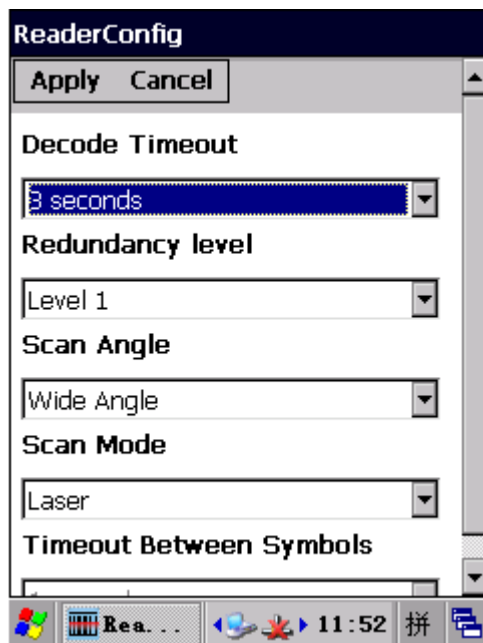 ReaderConfig
Apply Cancel
Decode Timeout
3 seconds
Redundancy level
Level 1
Scan Angle
Wide Angle
Scan Mode
Laser
Timeout Between Symbols
Rea... 11:52 拼